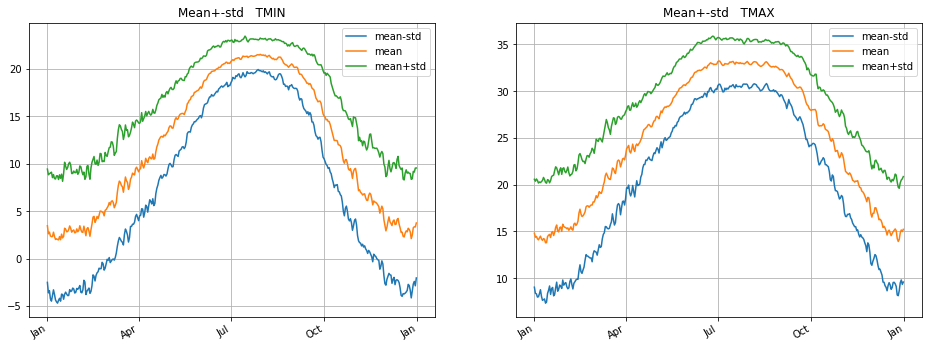 Mean+-std   TMIN
mean-std
mean
mean+std
20
15
10
5
0
−5
Jan
Apr
Jul
Oct
Jan
Mean+-std   TMAX
mean-std
mean
mean+std
35
30
25
20
15
10
Jan
Apr
Jul
Oct
Jan